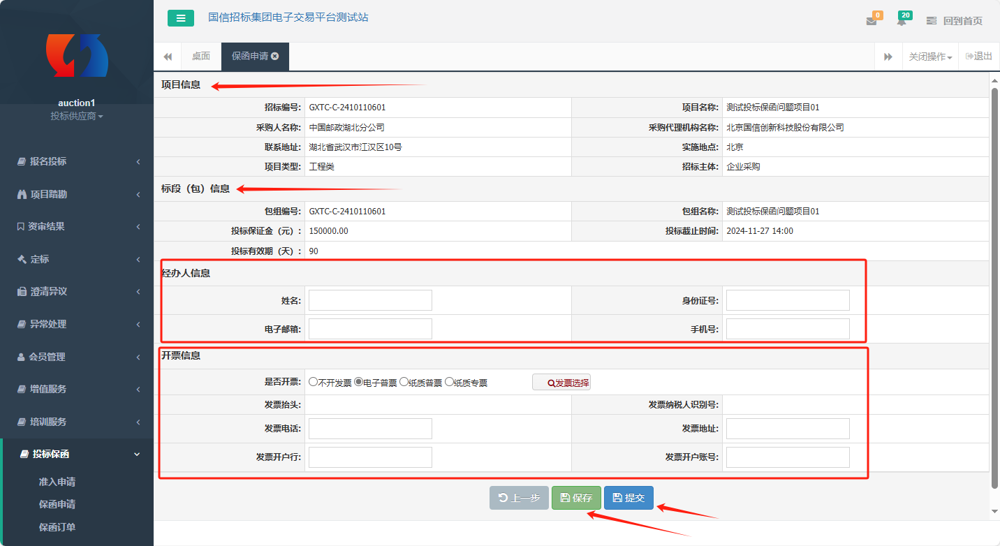 国信招标集团电子交易平台测试站
0
20
回到首页
桌面
保函申请
关闭操作
退出
auction1
投标供应商
报名投标
项目踏勘
资审结果
定标
澄清异议
异常处理
会员管理
增值服务
培训服务
投标保函
准入申请
保函申请
保函订单
项目信息
招标编号: GXTC-C-2410110601 项目名称: 测试投标保函问题项目01
采购人名称: 中国邮政湖北分公司 采购代理机构名称: 北京国信创新科技股份有限公司
联系地址: 湖北省武汉市江汉区10号 实施地点: 北京
项目类型: 工程类 招标主体: 企业采购
标段（包）信息
包组编号: GXTC-C-2410110601 包组名称: 测试投标保函问题项目01
投标保证金（元）: 150000.00 投标截止时间: 2024-11-27 14:00
投标有效期（天）: 90
经办人信息
姓名: 身份证号:
电子邮箱: 手机号:
开票信息
是否开票: 不开发票 电子普票 纸质普票 纸质专票 发票选择
发票抬头: 发票纳税人识别号:
发票电话: 发票地址:
发票开户行: 发票开户账号:
上一步 保存 提交